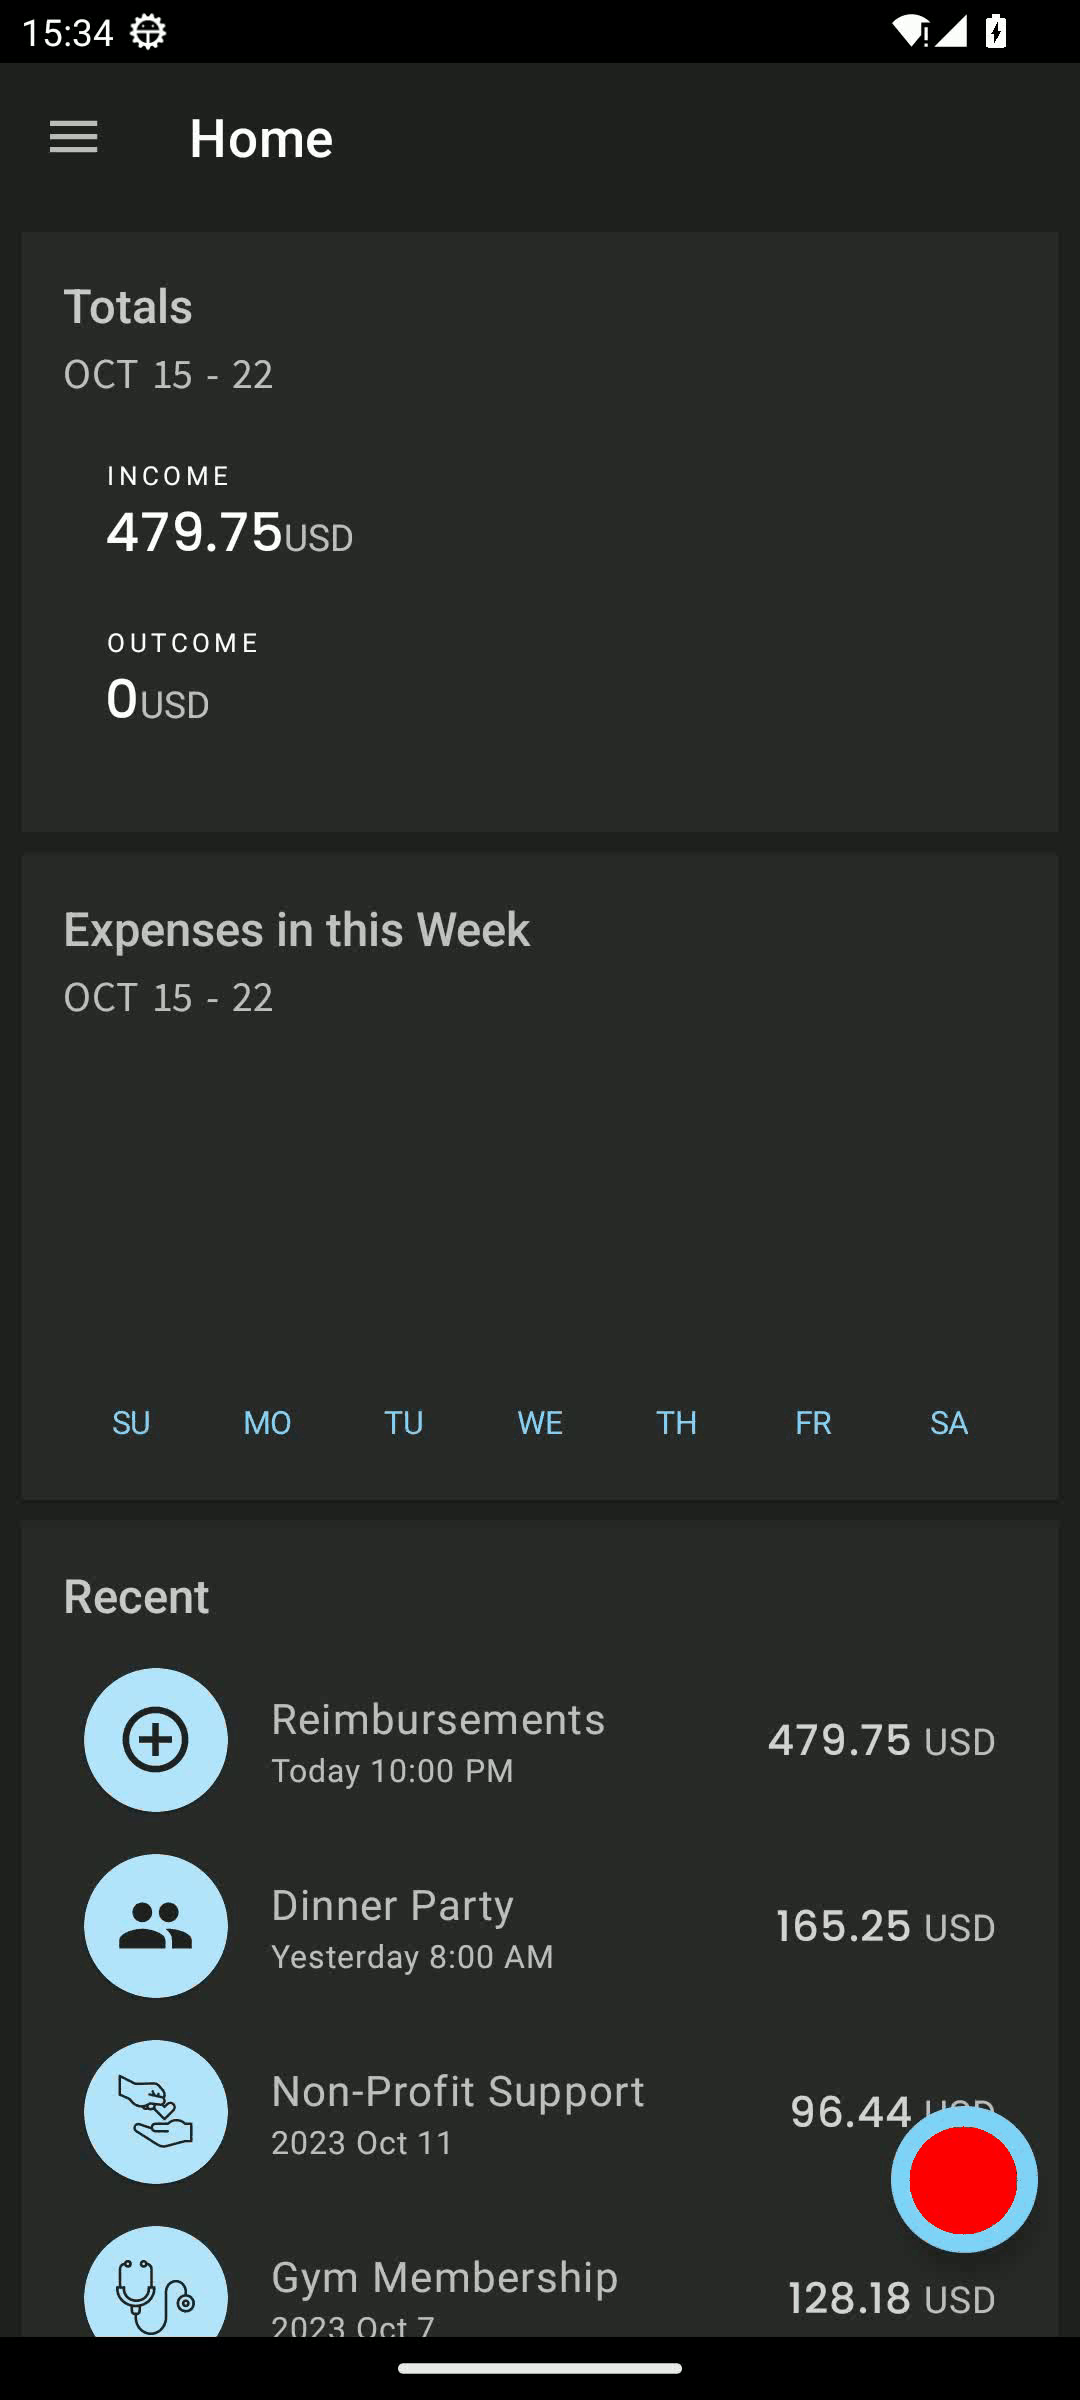 15:34
Home
Totals
OCT 15 - 22
INCOME
479.75USD
OUTCOME
0USD
Expenses in this Week
OCT 15 - 22
SU MO TU WE TH FR SA
Recent
Reimbursements
479.75 USD
Today 10:00 PM
Dinner Party
165.25 USD
Yesterday 8:00 AM
Non-Profit Support
96.44 USD
2023 Oct 11
Gym Membership
128.18 USD
2023 Oct 7